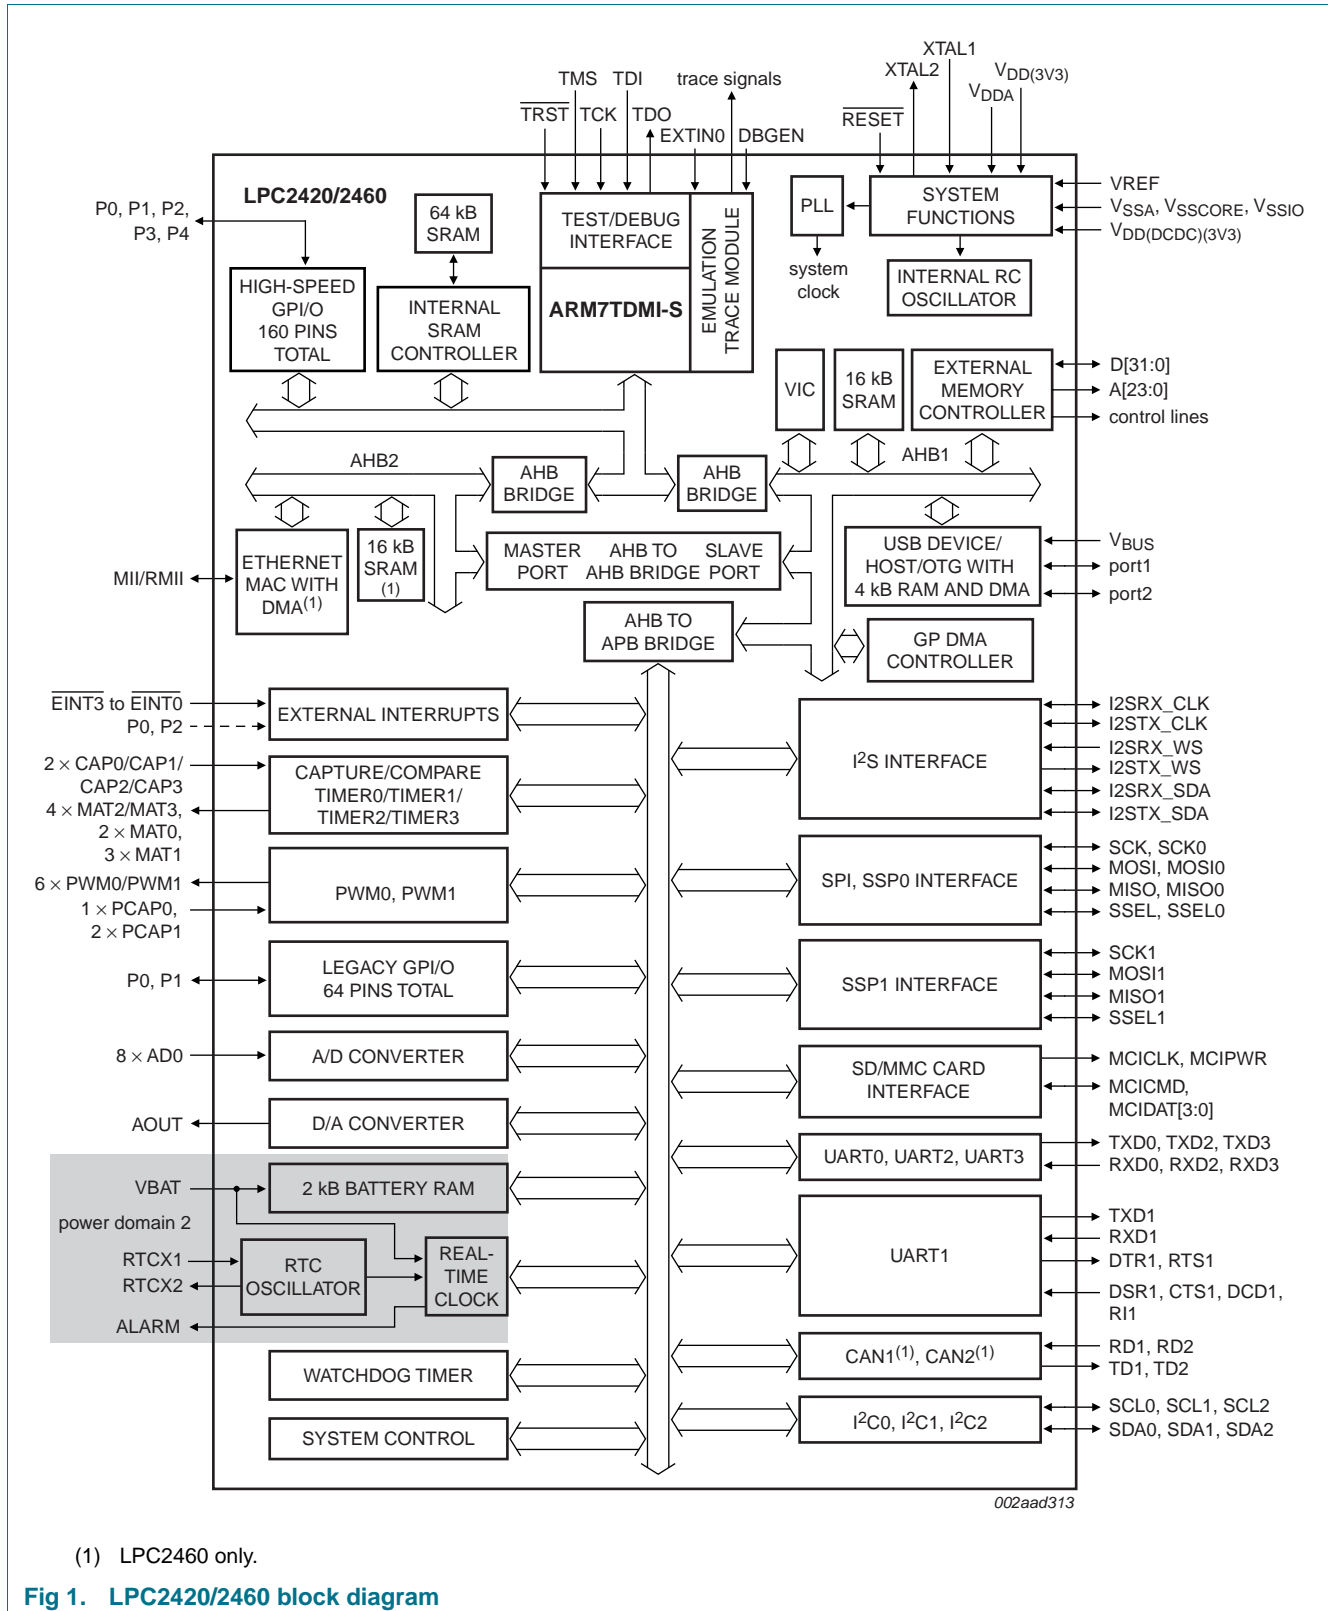 XTAL1
XTAL2
VDD(3V3)
VDDA
RESET
TMS TDI
trace signals
TRST TCK TDO
EXTIN0 DBGEN
LPC2420/2460
P0, P1, P2,
P3, P4
64 kB
SRAM
TEST/DEBUG
INTERFACE
EMULATION
TRACE MODULE
PLL
SYSTEM
FUNCTIONS
VREF
VSSA, VSSCORE, VSSIO
VDD(DCDC)(3V3)
system
clock
INTERNAL RC
OSCILLATOR
HIGH-SPEED
GPI/O
160 PINS
TOTAL
INTERNAL
SRAM
CONTROLLER
ARM7TDMI-S
VIC
16 kB
SRAM
EXTERNAL
MEMORY
CONTROLLER
D[31:0]
A[23:0]
control lines
AHB2
AHB
BRIDGE
AHB
BRIDGE
AHB1
ETHERNET
MAC WITH
DMA(1)
16 kB
SRAM
(1)
MII/RMII
MASTER
PORT
AHB TO
AHB BRIDGE
SLAVE
PORT
USB DEVICE/
HOST/OTG WITH
4 kB RAM AND DMA
VBUS
port1
port2
AHB TO
APB BRIDGE
GP DMA
CONTROLLER
EINT3 to EINT0
P0, P2
EXTERNAL INTERRUPTS
2 × CAP0/CAP1/
CAP2/CAP3
4 × MAT2/MAT3,
2 × MAT0,
3 × MAT1
CAPTURE/COMPARE
TIMER0/TIMER1/
TIMER2/TIMER3
6 × PWM0/PWM1
1 × PCAP0,
2 × PCAP1
PWM0, PWM1
P0, P1
LEGACY GPI/O
64 PINS TOTAL
8 × AD0
A/D CONVERTER
AOUT
D/A CONVERTER
VBAT
2 kB BATTERY RAM
power domain 2
RTCX1
RTCX2
RTC
OSCILLATOR
REAL-
TIME
CLOCK
ALARM
WATCHDOG TIMER
SYSTEM CONTROL
I2S INTERFACE
I2SRX_CLK
I2STX_CLK
I2SRX_WS
I2STX_WS
I2SRX_SDA
I2STX_SDA
SPI, SSP0 INTERFACE
SCK, SCK0
MOSI, MOSI0
MISO, MISO0
SSEL, SSEL0
SSP1 INTERFACE
SCK1
MOSI1
MISO1
SSEL1
SD/MMC CARD
INTERFACE
MCICLK, MCIPWR
MCICMD,
MCIDAT[3:0]
UART0, UART2, UART3
TXD0, TXD2, TXD3
RXD0, RXD2, RXD3
UART1
TXD1
RXD1
DTR1, RTS1
DSR1, CTS1, DCD1,
RI1
CAN1(1), CAN2(1)
RD1, RD2
TD1, TD2
I2C0, I2C1, I2C2
SCL0, SCL1, SCL2
SDA0, SDA1, SDA2
002aad313
(1) LPC2460 only.
Fig 1. LPC2420/2460 block diagram